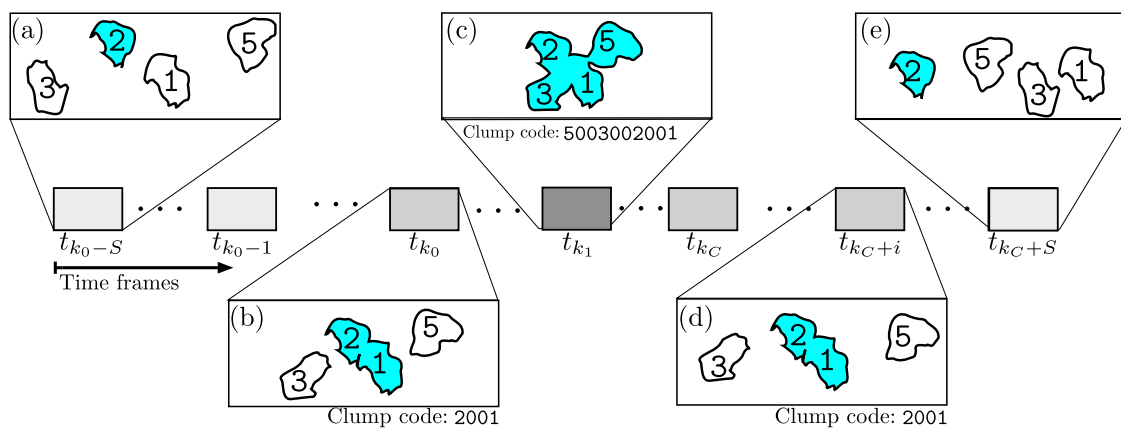 (a) 2 5 3 1
(c) 2 5 3 1
Clump code: 5003002001
(e) 2 5 3 1
t_{k_0-S} t_{k_0-1} t_{k_0} t_{k_1} t_{k_C} t_{k_C+i} t_{k_C+S}
Time frames
(b) 2 1 5 3
Clump code: 2001
(d) 2 1 5 3
Clump code: 2001